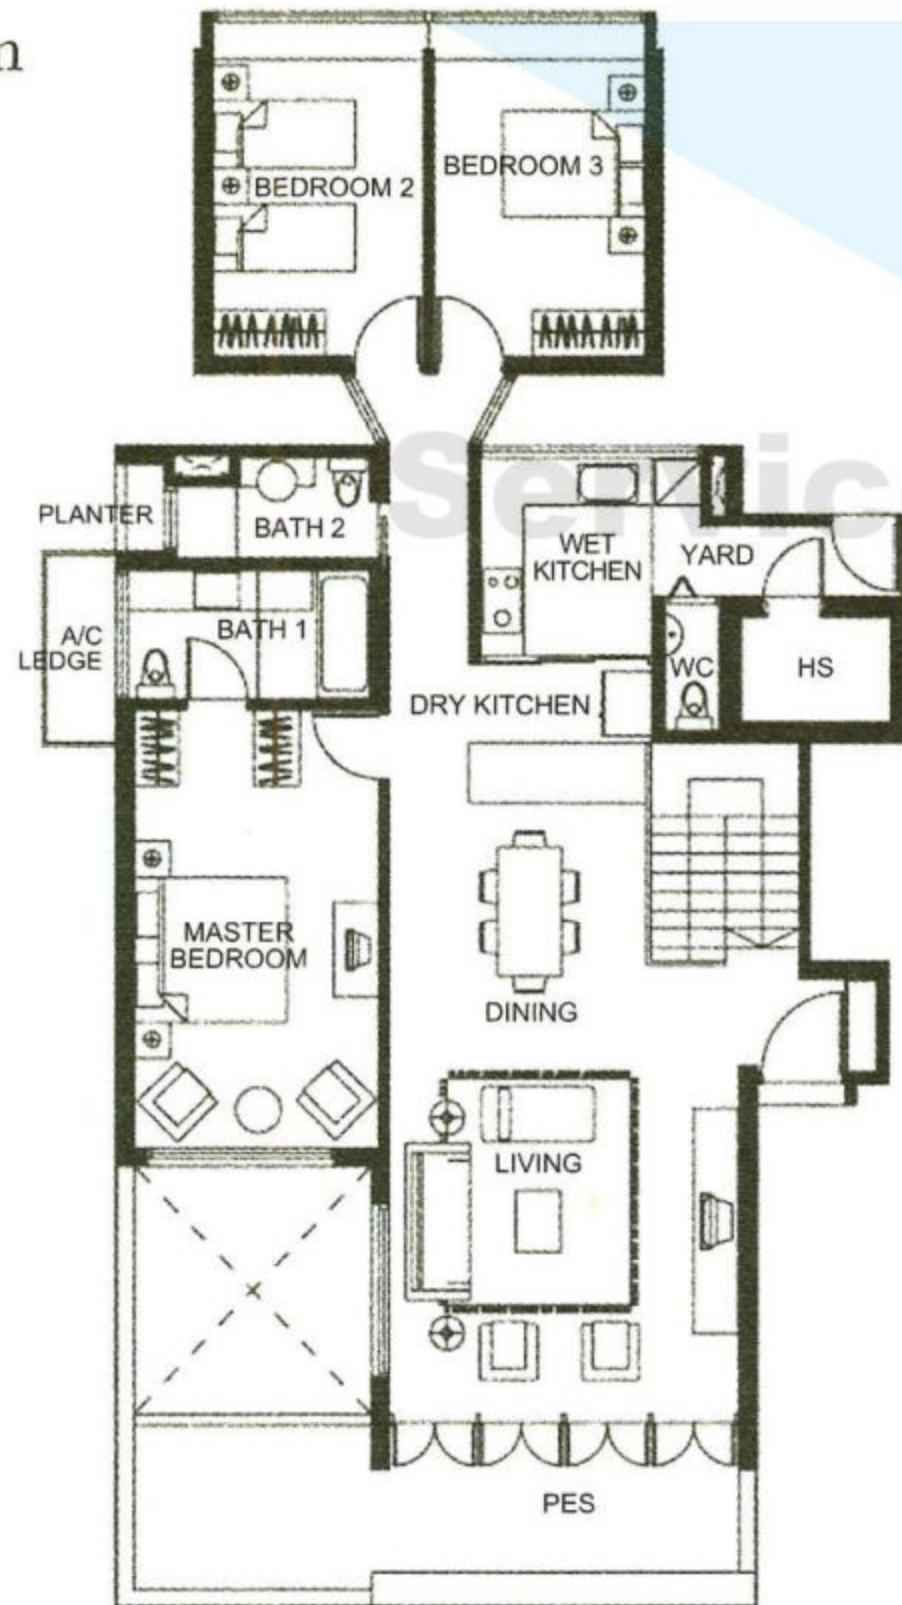 n
BEDROOM 2
BEDROOM 3
Servic
PLANTER
BATH 2
WET
KITCHEN
YARD
A/C
LEDGE
BATH 1
WC
HS
DRY KITCHEN
MASTER
BEDROOM
DINING
LIVING
PES